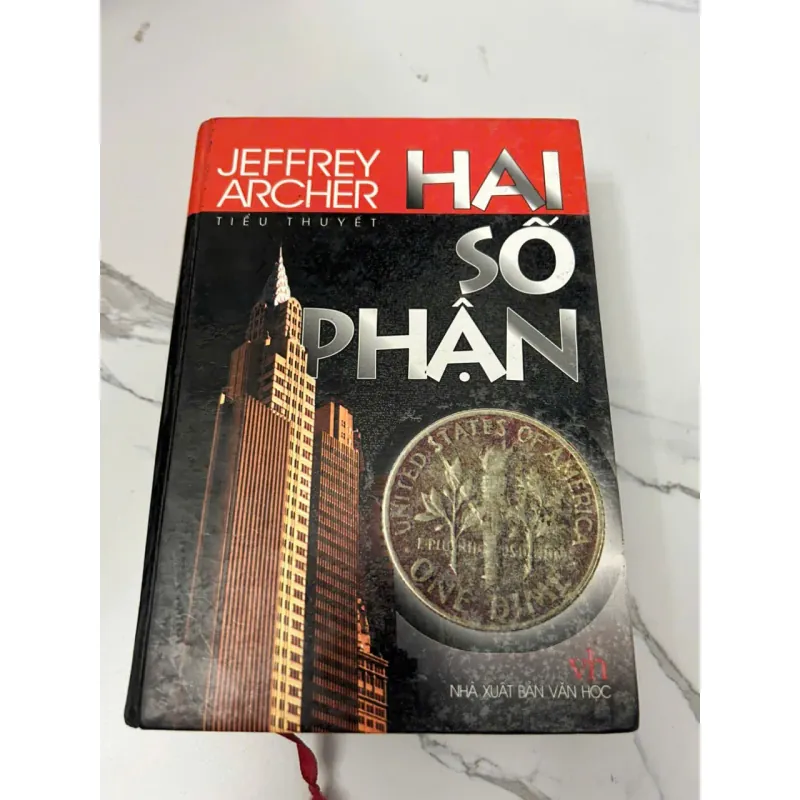 JEFFREY
ARCHER
TIỂU THUYẾT
HAI
SỐ
PHẬN
UNITED STATES OF AMERICA
ONE DIME
vh
NHÀ XUẤT BẢN VĂN HỌC